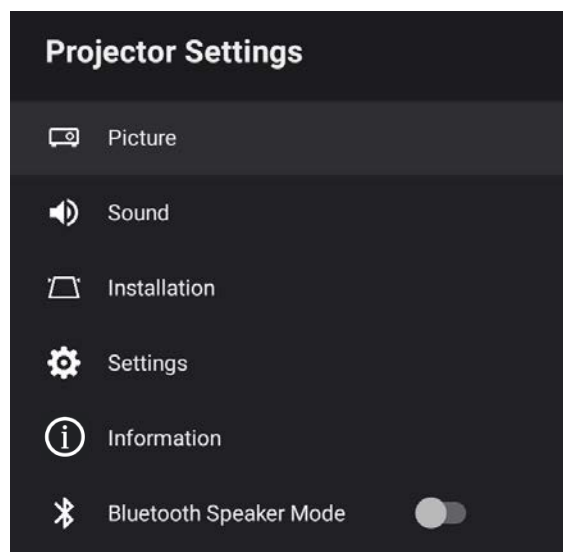 Projector Settings
Picture
Sound
Installation
Settings
Information
Bluetooth Speaker Mode